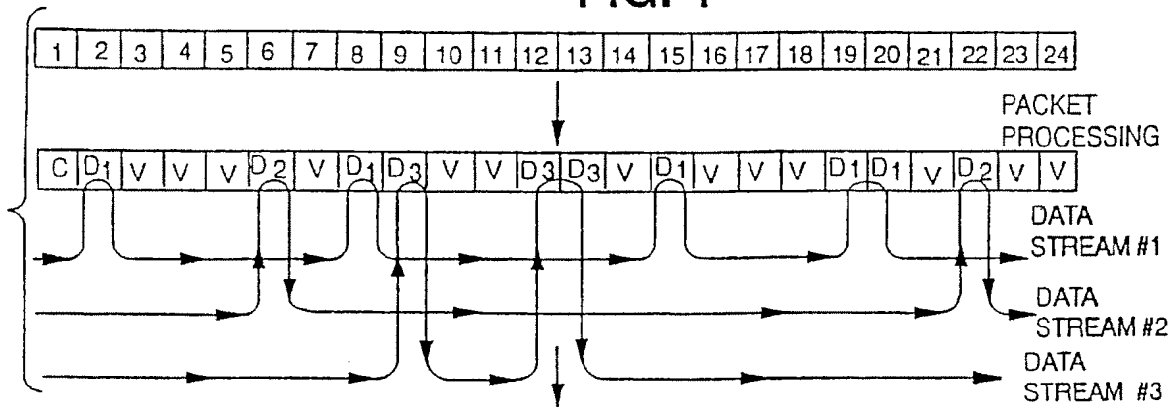 FIG. 1
1 2 3 4 5 6 7 8 9 10 11 12 13 14 15 16 17 18 19 20 21 22 23 24
PACKET
PROCESSING
C D1 V V V D2 V D1 D3 V V D3 D3 V D1 V V V D1 D1 V D2 V V
DATA
STREAM #1
DATA
STREAM #2
DATA
STREAM #3